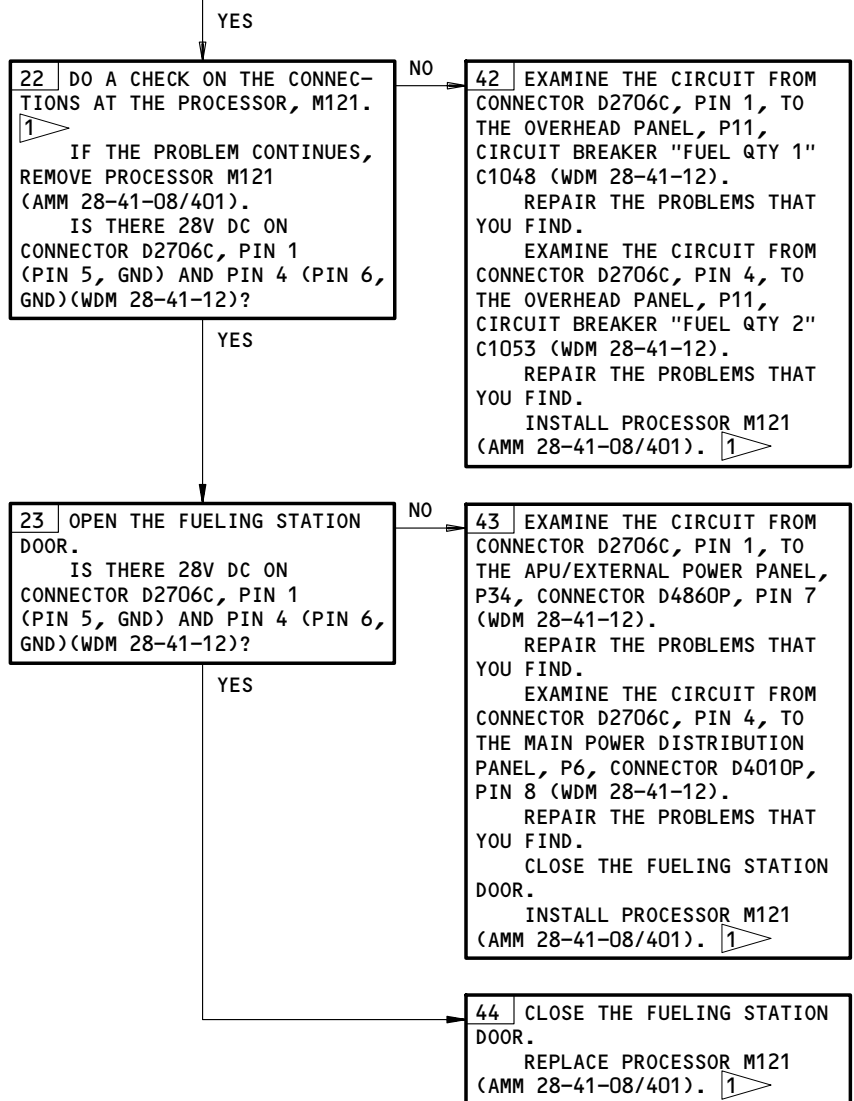 YES
22 DO A CHECK ON THE CONNEC-
TIONS AT THE PROCESSOR, M121.
1
IF THE PROBLEM CONTINUES,
REMOVE PROCESSOR M121
(AMM 28-41-08/401).
IS THERE 28V DC ON
CONNECTOR D2706C, PIN 1
(PIN 5, GND) AND PIN 4 (PIN 6,
GND)(WDM 28-41-12)?
NO
42 EXAMINE THE CIRCUIT FROM
CONNECTOR D2706C, PIN 1, TO
THE OVERHEAD PANEL, P11,
CIRCUIT BREAKER "FUEL QTY 1"
C1048 (WDM 28-41-12).
REPAIR THE PROBLEMS THAT
YOU FIND.
EXAMINE THE CIRCUIT FROM
CONNECTOR D2706C, PIN 4, TO
THE OVERHEAD PANEL, P11,
CIRCUIT BREAKER "FUEL QTY 2"
C1053 (WDM 28-41-12).
REPAIR THE PROBLEMS THAT
YOU FIND.
INSTALL PROCESSOR M121
(AMM 28-41-08/401). 1
YES
23 OPEN THE FUELING STATION
DOOR.
IS THERE 28V DC ON
CONNECTOR D2706C, PIN 1
(PIN 5, GND) AND PIN 4 (PIN 6,
GND)(WDM 28-41-12)?
NO
43 EXAMINE THE CIRCUIT FROM
CONNECTOR D2706C, PIN 1, TO
THE APU/EXTERNAL POWER PANEL,
P34, CONNECTOR D4860P, PIN 7
(WDM 28-41-12).
REPAIR THE PROBLEMS THAT
YOU FIND.
EXAMINE THE CIRCUIT FROM
CONNECTOR D2706C, PIN 4, TO
THE MAIN POWER DISTRIBUTION
PANEL, P6, CONNECTOR D4010P,
PIN 8 (WDM 28-41-12).
REPAIR THE PROBLEMS THAT
YOU FIND.
CLOSE THE FUELING STATION
DOOR.
INSTALL PROCESSOR M121
(AMM 28-41-08/401). 1
YES
44 CLOSE THE FUELING STATION
DOOR.
REPLACE PROCESSOR M121
(AMM 28-41-08/401). 1